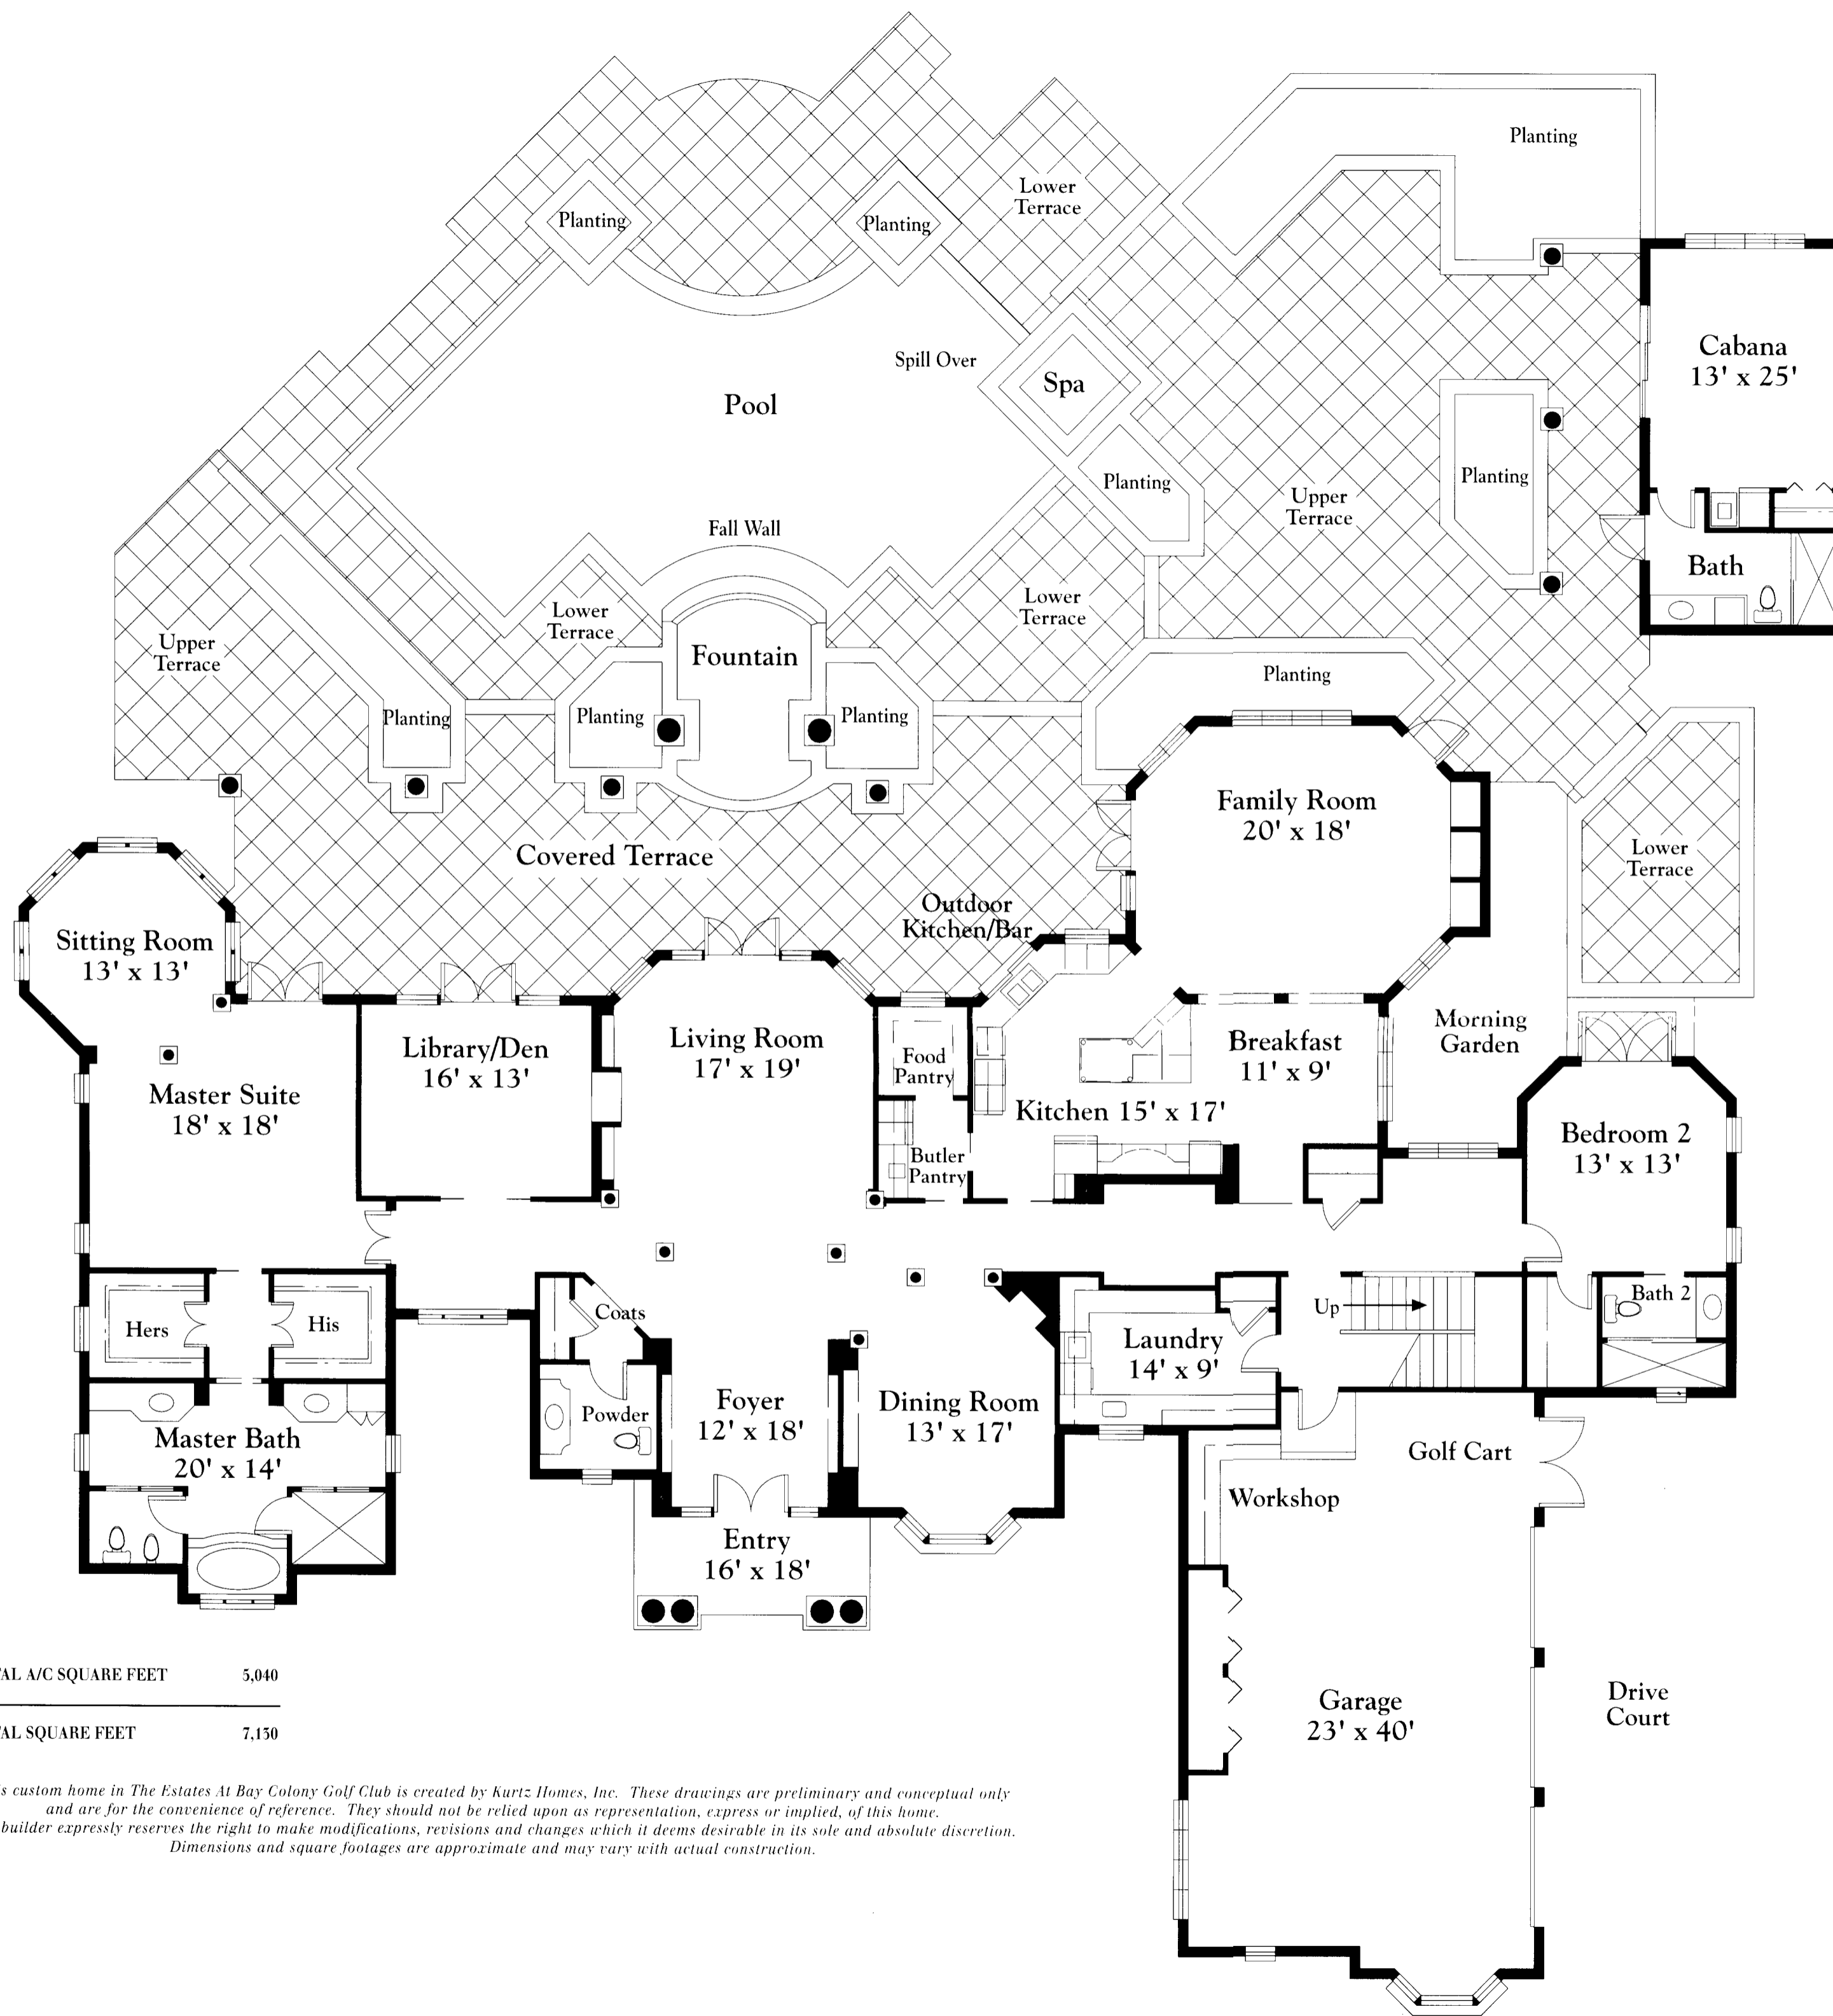 Planting
Lower
Terrace
Planting
Planting
Cabana
13' x 25'
Spill Over
Spa
Pool
Planting
Planting
Upper
Terrace
Fall Wall
Bath
Lower
Terrace
Lower
Terrace
Upper
Terrace
Fountain
Planting
Planting
Planting
Planting
Family Room
20' x 18'
Covered Terrace
Lower
Terrace
Outdoor
Kitchen/Bar
Sitting Room
13' x 13'
Morning
Garden
Living Room
17' x 19'
Library/Den
16' x 13'
Breakfast
11' x 9'
Food
Pantry
Master Suite
18' x 18'
Kitchen 15' x 17'
Bedroom 2
13' x 13'
Butler
Pantry
Bath 2
Up
Coats
Hers
His
Laundry
14' x 9'
Foyer
12' x 18'
Dining Room
13' x 17'
Powder
Master Bath
20' x 14'
Golf Cart
Workshop
Entry
16' x 18'
TAL A/C SQUARE FEET 5,040
TAL SQUARE FEET 7,130
Garage
23' x 40'
Drive
Court
s custom home in The Estates At Bay Colony Golf Club is created by Kurtz Homes, Inc. These drawings are preliminary and conceptual only
and are for the convenience of reference. They should not be relied upon as representation, express or implied, of this home.
builder expressly reserves the right to make modifications, revisions and changes which it deems desirable in its sole and absolute discretion.
Dimensions and square footages are approximate and may vary with actual construction.